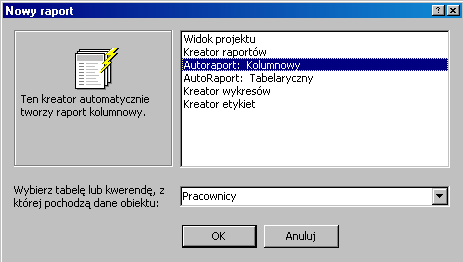 Nowy raport
Ten kreator automatycznie
tworzy raport kolumnowy.
Widok projektu
Kreator raportów
Autoraport: Kolumnowy
AutoRaport: Tabelaryczny
Kreator wykresów
Kreator etykiet
Wybierz tabelę lub kwerendę, z
której pochodzą dane obiektu:
Pracownicy
OK
Anuluj